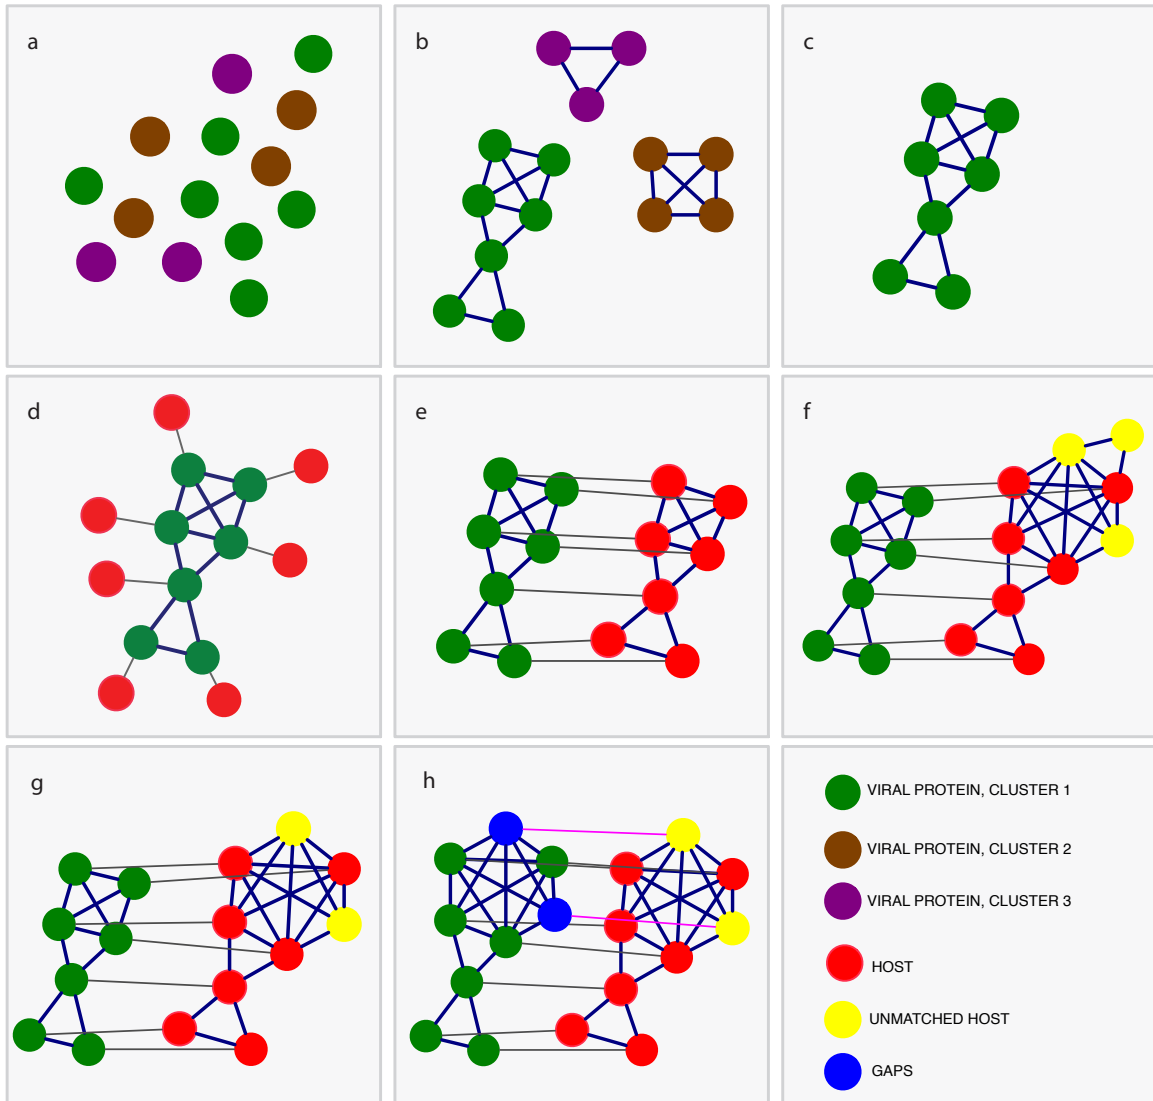 a
b
c
d
e
f
g
h
VIRAL PROTEIN, CLUSTER 1
VIRAL PROTEIN, CLUSTER 2
VIRAL PROTEIN, CLUSTER 3
HOST
UNMATCHED HOST
GAPS